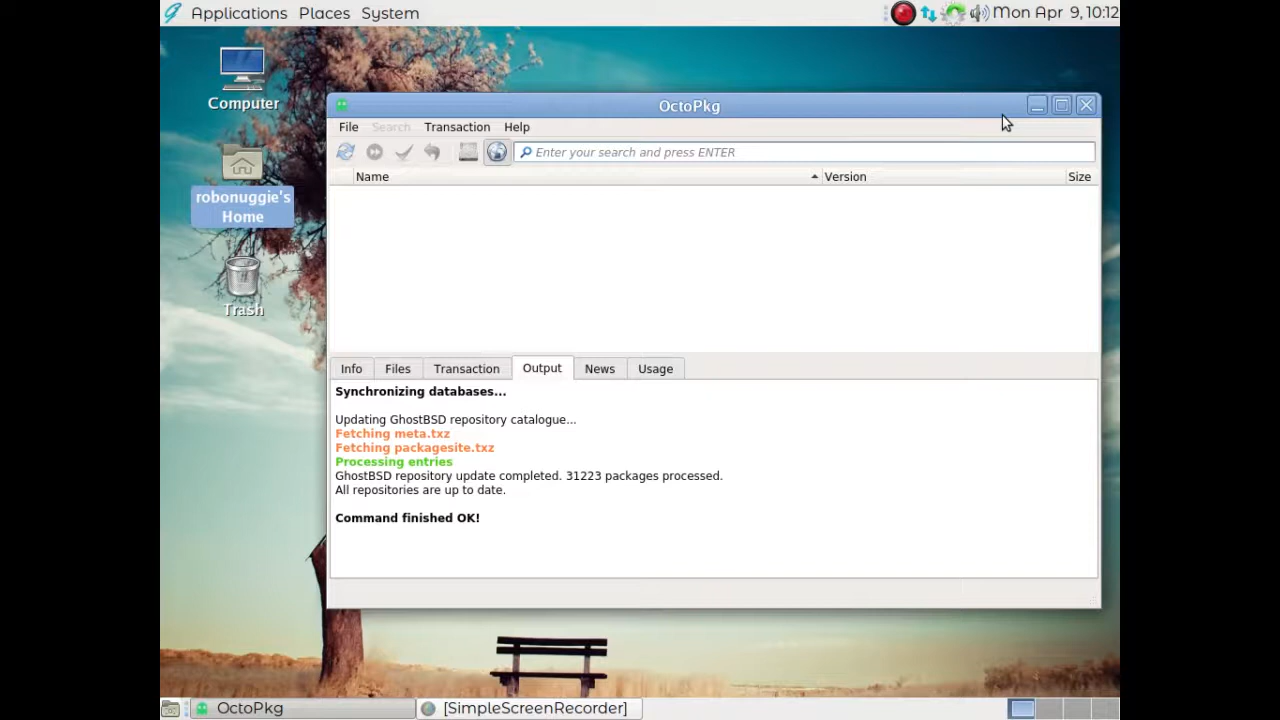 Applications Places System
Mon Apr 9, 10:12
Computer
robonuggie's
Home
Trash
OctoPkg
File Search Transaction Help
Enter your search and press ENTER
Name Version Size
Info Files Transaction Output News Usage
Synchronizing databases...
Updating GhostBSD repository catalogue...
Fetching meta.txz
Fetching packagesite.txz
Processing entries
GhostBSD repository update completed. 31223 packages processed.
All repositories are up to date.
Command finished OK!
OctoPkg
[SimpleScreenRecorder]